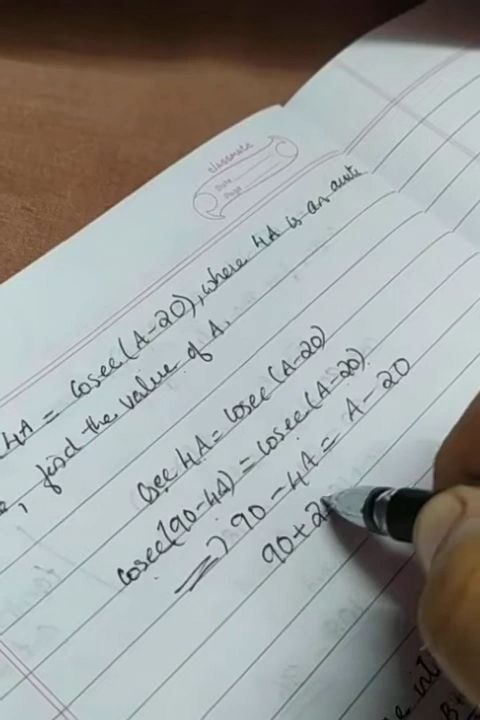 classmate
Date
Page
4A = cosec(A-20), where 4A is an acute
, find the value of A.
Sec 4A = cosec (A-20)
cosec(90-4A) = cosec(A-20)
=> 90-4A = A-20
90+2